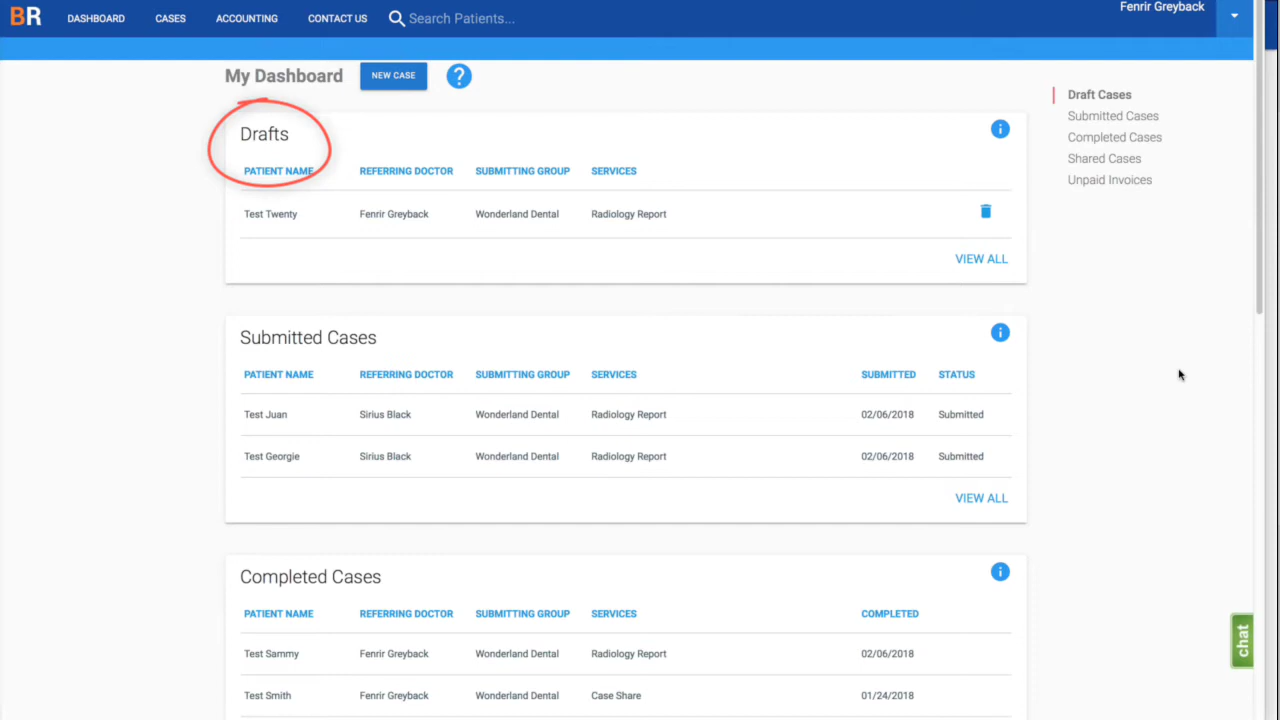 BR DASHBOARD CASES ACCOUNTING CONTACT US Search Patients... Fenrir Greyback
My Dashboard NEW CASE ?
Drafts
PATIENT NAME REFERRING DOCTOR SUBMITTING GROUP SERVICES
Test Twenty Fenrir Greyback Wonderland Dental Radiology Report
VIEW ALL
Submitted Cases
PATIENT NAME REFERRING DOCTOR SUBMITTING GROUP SERVICES SUBMITTED STATUS
Test Juan Sirius Black Wonderland Dental Radiology Report 02/06/2018 Submitted
Test Georgie Sirius Black Wonderland Dental Radiology Report 02/06/2018 Submitted
VIEW ALL
Completed Cases
PATIENT NAME REFERRING DOCTOR SUBMITTING GROUP SERVICES COMPLETED
Test Sammy Fenrir Greyback Wonderland Dental Radiology Report 02/06/2018
Test Smith Fenrir Greyback Wonderland Dental Case Share 01/24/2018
Draft Cases
Submitted Cases
Completed Cases
Shared Cases
Unpaid Invoices
chat